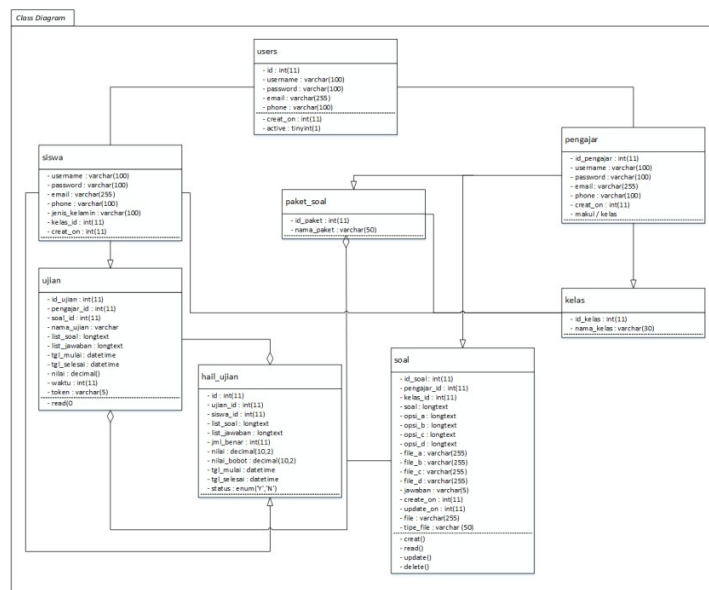 Class Diagram
users
- id : int(11)
- username : varchar(100)
- password : varchar(100)
- email : varchar(255)
- phone : varchar(100)
- creat_on : int(11)
- active : tinyint(1)
siswa
- username : varchar(100)
- password : varchar(100)
- email : varchar(255)
- phone : varchar(100)
- jenis_kelamin : varchar(100)
- kelas_id : int(11)
- creat_on : int(11)
pengajar
- id_pengajar : int(11)
- username : varchar(100)
- password : varchar(100)
- email : varchar(255)
- phone : varchar(100)
- creat_on : int(11)
- makul / kelas
paket_soal
- id_paket : int(11)
- nama_paket : varchar(50)
ujian
- id_ujian : int(11)
- pengajar_id : int(11)
- soal_id : int(11)
- nama_ujian : varchar
- list_soal : longtext
- list_jawaban : longtext
- tgl_mulai : datetime
- tgl_selesai : datetime
- nilai : decimal()
- waktu : int(11)
- token : varchar(5)
- read(0
kelas
- id_kelas : int(11)
- nama_kelas : varchar(30)
hail_ujian
- id : int(11)
- ujian_id : int(11)
- siswa_id : int(11)
- list_soal : longtext
- list_jawaban : longtext
- jml_benar : int(11)
- nilai : decimal(10,2)
- nilai_bobot : decimal(10,2)
- tgl_mulai : datetime
- tgl_selesai : datetime
- status : enum('Y','N')
soal
- id_soal : int(11)
- pengajar_id : int(11)
- kelas_id : int(11)
- soal : longtext
- opsi_a : longtext
- opsi_b : longtext
- opsi_c : longtext
- opsi_d : longtext
- file_a : varchar(255)
- file_b : varchar(255)
- file_c : varchar(255)
- file_d : varchar(255)
- jawaban : varchar(5)
- create_on : int(11)
- update_on : int(11)
- file : varchar(255)
- tipe_file : varchar (50)
- creat()
- read()
- update()
- delete()